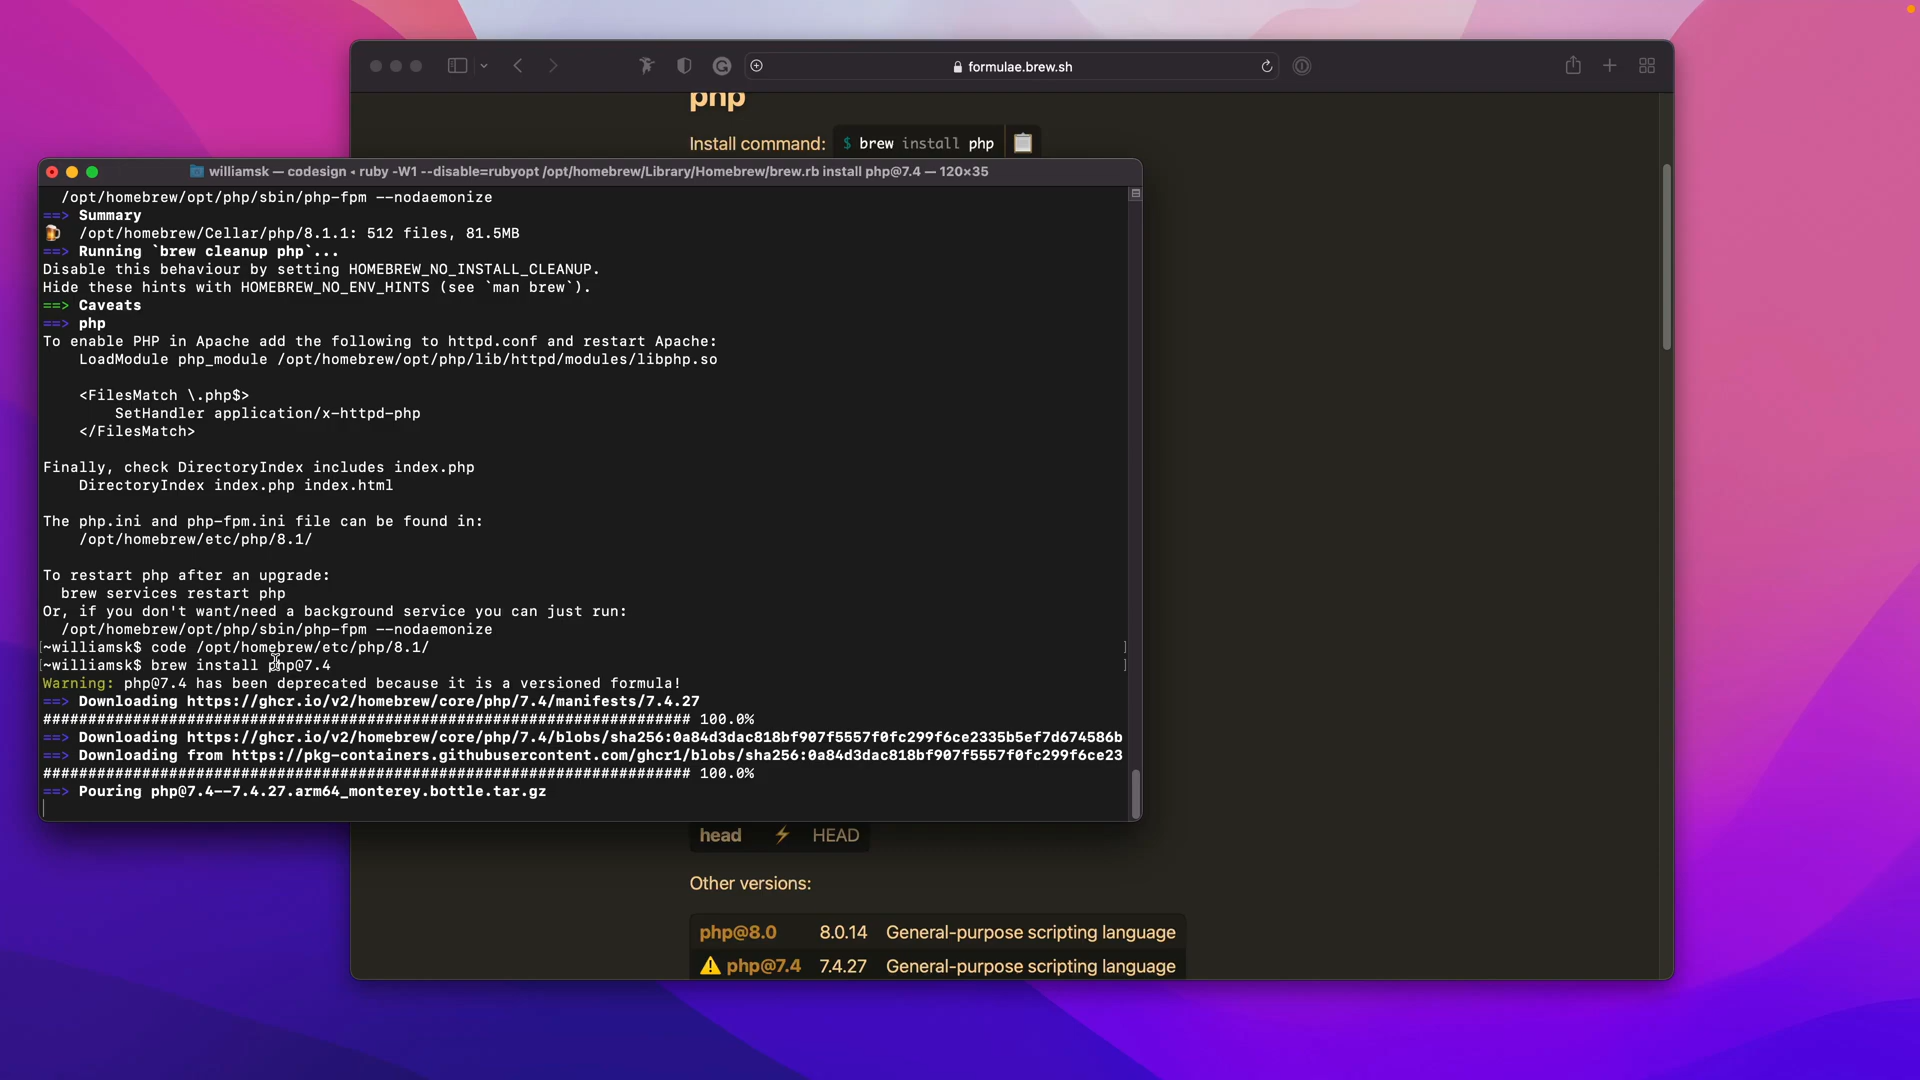 formulae.brew.sh
php
Install command: $ brew install php
williamsk — codesign ◂ ruby -W1 --disable=rubyopt /opt/homebrew/Library/Homebrew/brew.rb install php@7.4 — 120×35
/opt/homebrew/opt/php/sbin/php-fpm --nodaemonize
==> Summary
🍺 /opt/homebrew/Cellar/php/8.1.1: 512 files, 81.5MB
==> Running `brew cleanup php`...
Disable this behaviour by setting HOMEBREW_NO_INSTALL_CLEANUP.
Hide these hints with HOMEBREW_NO_ENV_HINTS (see `man brew`).
==> Caveats
==> php
To enable PHP in Apache add the following to httpd.conf and restart Apache:
LoadModule php_module /opt/homebrew/opt/php/lib/httpd/modules/libphp.so
<FilesMatch \.php$>
SetHandler application/x-httpd-php
</FilesMatch>
Finally, check DirectoryIndex includes index.php
DirectoryIndex index.php index.html
The php.ini and php-fpm.ini file can be found in:
/opt/homebrew/etc/php/8.1/
To restart php after an upgrade:
brew services restart php
Or, if you don't want/need a background service you can just run:
/opt/homebrew/opt/php/sbin/php-fpm --nodaemonize
[~williamsk$ code /opt/homebrew/etc/php/8.1/ ]
[~williamsk$ brew install php@7.4 ]
Warning: php@7.4 has been deprecated because it is a versioned formula!
==> Downloading https://ghcr.io/v2/homebrew/core/php/7.4/manifests/7.4.27
######################################################################## 100.0%
==> Downloading https://ghcr.io/v2/homebrew/core/php/7.4/blobs/sha256:0a84d3dac818bf907f5557f0fc299f6ce2335b5ef7d674586b
==> Downloading from https://pkg-containers.githubusercontent.com/ghcr1/blobs/sha256:0a84d3dac818bf907f5557f0fc299f6ce23
######################################################################## 100.0%
==> Pouring php@7.4--7.4.27.arm64_monterey.bottle.tar.gz
head ⚡ HEAD
Other versions:
php@8.0 8.0.14 General-purpose scripting language
⚠️ php@7.4 7.4.27 General-purpose scripting language